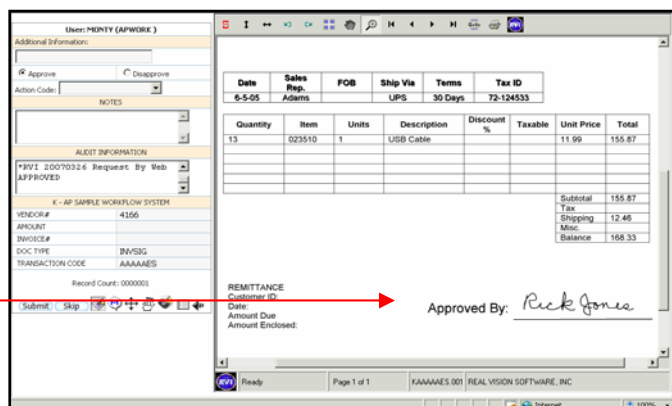 User: MONTY (APWORK )
Additional Information:
Approve Disapprove
Action Code:
NOTES
AUDIT INFORMATION
*RVI 20070326 Request By Web
APPROVED
K - AP SAMPLE WORKFLOW SYSTEM
VENDOR# 4166
AMOUNT
INVOICE#
DOC TYPE INVSIG
TRANSACTION CODE AAAAAES
Record Count: 0000001
Submit Skip
RVI
Date Sales Rep. FOB Ship Via Terms Tax ID
6-5-05 Adams UPS 30 Days 72-124533
Quantity Item Units Description Discount % Taxable Unit Price Total
13 023510 1 USB Cable 11.99 155.87
Subtotal 155.87
Tax
Shipping 12.46
Misc.
Balance 168.33
REMITTANCE
Customer ID:
Date:
Amount Due
Amount Enclosed:
Approved By: Rick Jones
RVI Ready Page 1 of 1 KAAAAAES.001 REAL VISION SOFTWARE, INC
Internet 100%